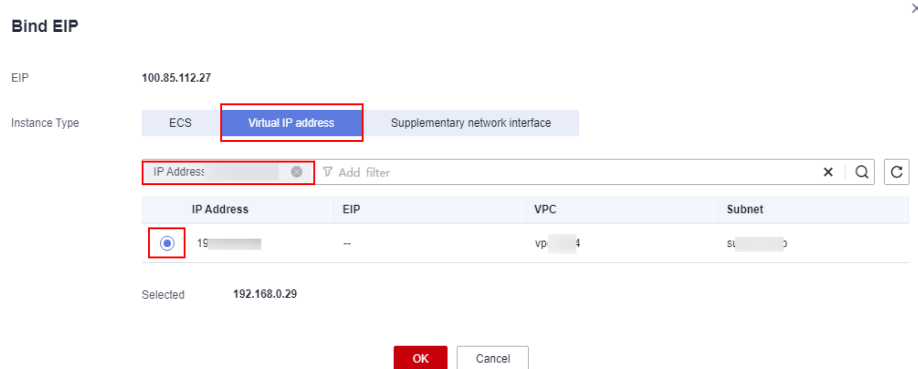 Bind EIP
EIP 100.85.112.27
Instance Type ECS Virtual IP address Supplementary network interface
IP Address Add filter
IP Address EIP VPC Subnet
--
Selected 192.168.0.29
OK Cancel